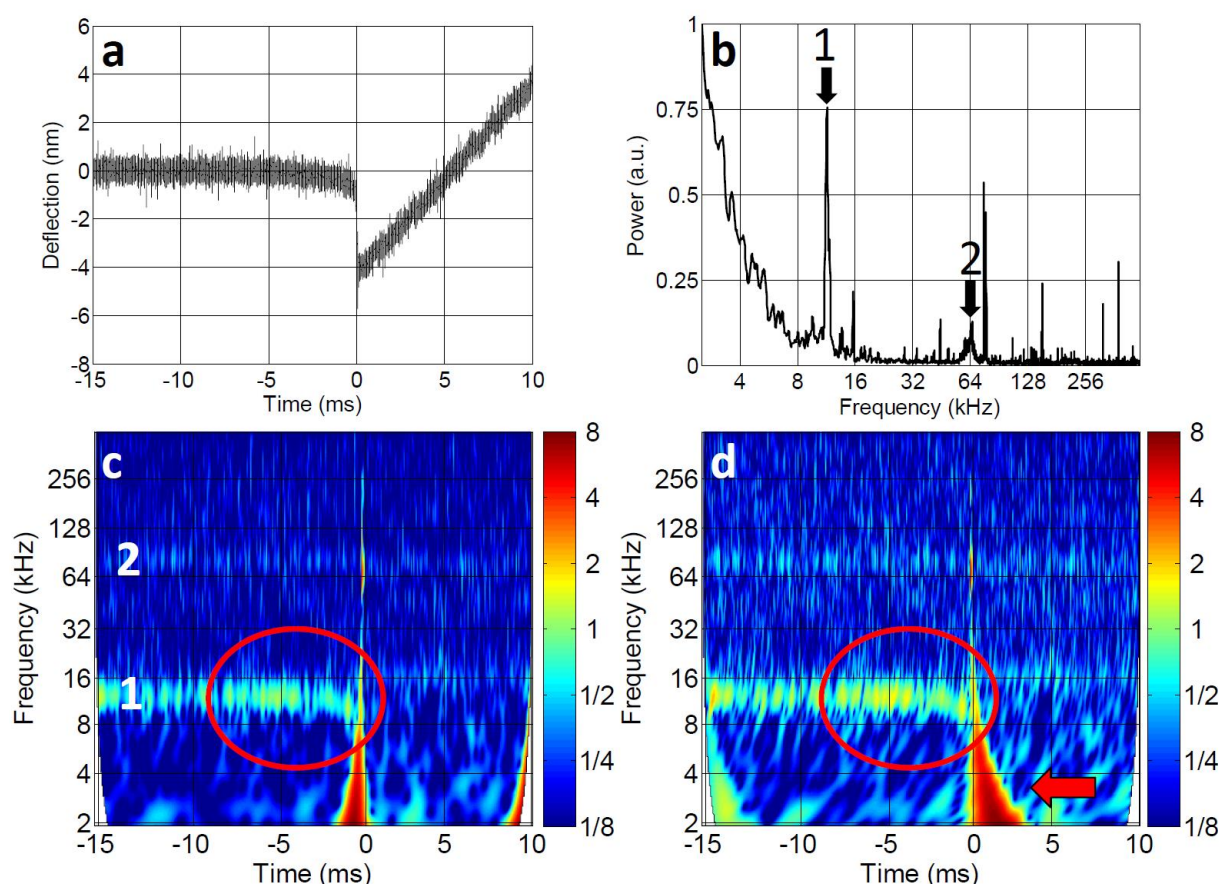 a
6
4
2
0
-2
-4
-6
-8
Deflection (nm)
-15 -10 -5 0 5 10
Time (ms)
b
1
2
1
0.75
0.5
0.25
0
Power (a.u.)
4 8 16 32 64 128 256
Frequency (kHz)
c
2
1
256
128
64
32
16
8
4
2
Frequency (kHz)
-15 -10 -5 0 5 10
Time (ms)
8
4
2
1
1/2
1/4
1/8
d
256
128
64
32
16
8
4
2
Frequency (kHz)
-15 -10 -5 0 5 10
Time (ms)
8
4
2
1
1/2
1/4
1/8